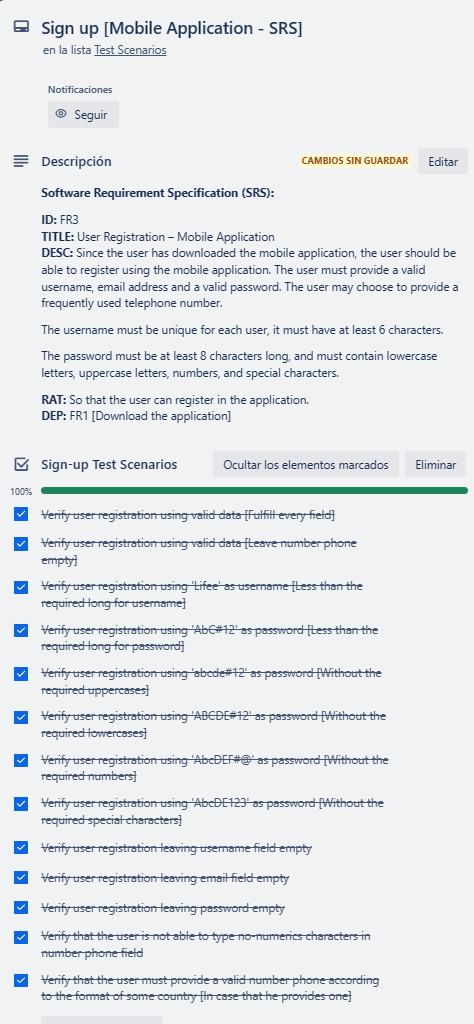 Sign up [Mobile Application - SRS]
en la lista Test Scenarios
Notificaciones
Seguir
Descripción
CAMBIOS SIN GUARDAR
Editar
Software Requirement Specification (SRS):
ID: FR3
TITLE: User Registration – Mobile Application
DESC: Since the user has downloaded the mobile application, the user should be
able to register using the mobile application. The user must provide a valid
username, email address and a valid password. The user may choose to provide a
frequently used telephone number.
The username must be unique for each user, it must have at least 6 characters.
The password must be at least 8 characters long, and must contain lowercase
letters, uppercase letters, numbers, and special characters.
RAT: So that the user can register in the application.
DEP: FR1 [Download the application]
Sign-up Test Scenarios
Ocultar los elementos marcados
Eliminar
100%
Verify user registration using valid data [Fulfill every field]
Verify user registration using valid data [Leave number phone
empty]
Verify user registration using 'Lifee' as username [Less than the
required long for username]
Verify user registration using 'AbC#12' as password [Less than the
required long for password]
Verify user registration using 'abcde#12' as password [Without the
required uppercases]
Verify user registration using 'ABCDE#12' as password [Without the
required lowercases]
Verify user registration using 'AbcDEF#@' as password [Without the
required numbers]
Verify user registration using 'AbcDE123' as password [Without the
required special characters]
Verify user registration leaving username field empty
Verify user registration leaving email field empty
Verify user registration leaving password empty
Verify that the user is not able to type no-numerics characters in
number phone field
Verify that the user must provide a valid number phone according
to the format of some country [In case that he provides one]